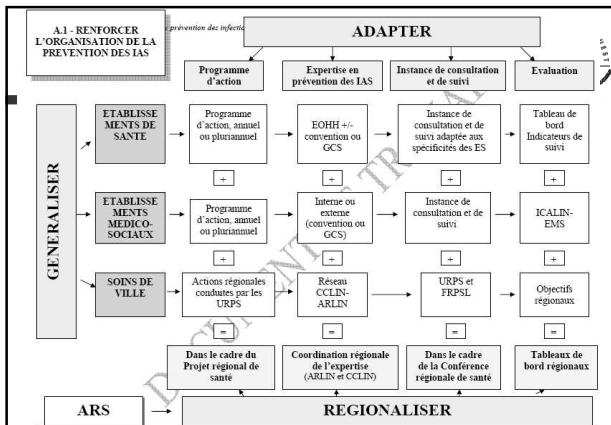 A.1 - RENFORCER
L'ORGANISATION DE LA
PREVENTION DES IAS
prévention des infectio
ADAPTER
Programme
d'action
Expertise en
prévention des IAS
Instance de consultation
et de suivi
Evaluation
GENERALISER
ETABLISSE
MENTS DE
SANTE
Programme
d'action, annuel
ou pluriannuel
EOHH +/-
convention ou
GCS
Instance de
consultation et de
suivi adaptée aux
spécificités des ES
Tableau de
bord
Indicateurs de
suivi
+
+
+
+
ETABLISSE
MENTS
MEDICO-
SOCIAUX
Programme
d'action, annuel ou
pluriannuel
Interne ou
externe
(convention ou
GCS)
Instance de
consultation et de
suivi
ICALIN-
EMS
+
+
+
+
SOINS DE
VILLE
Actions régionales
conduites par les
URPS
Réseau
CCLIN-
ARLIN
URPS et
FRPSL
Objectifs
régionaux
=
=
=
=
Dans le cadre du
Projet régional de
santé
Coordination régionale
de l'expertise
(ARLIN et CCLIN)
Dans le cadre
de la Conférence
régionale de santé
Tableaux de
bord régionaux
ARS
REGIONALISER
DOCUMENT DE TRAVAIL